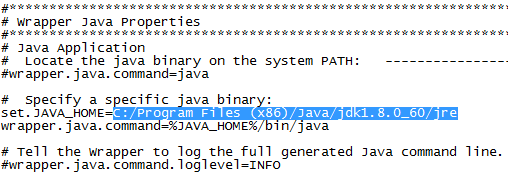 #****************************************************************
# Wrapper Java Properties
#****************************************************************
# Java Application
#  Locate the java binary on the system PATH:   ----------------
#wrapper.java.command=java
#  Specify a specific java binary:
set.JAVA_HOME=C:/Program Files (x86)/Java/jdk1.8.0_60/jre
wrapper.java.command=%JAVA_HOME%/bin/java
# Tell the Wrapper to log the full generated Java command line.
#wrapper.java.command.loglevel=INFO